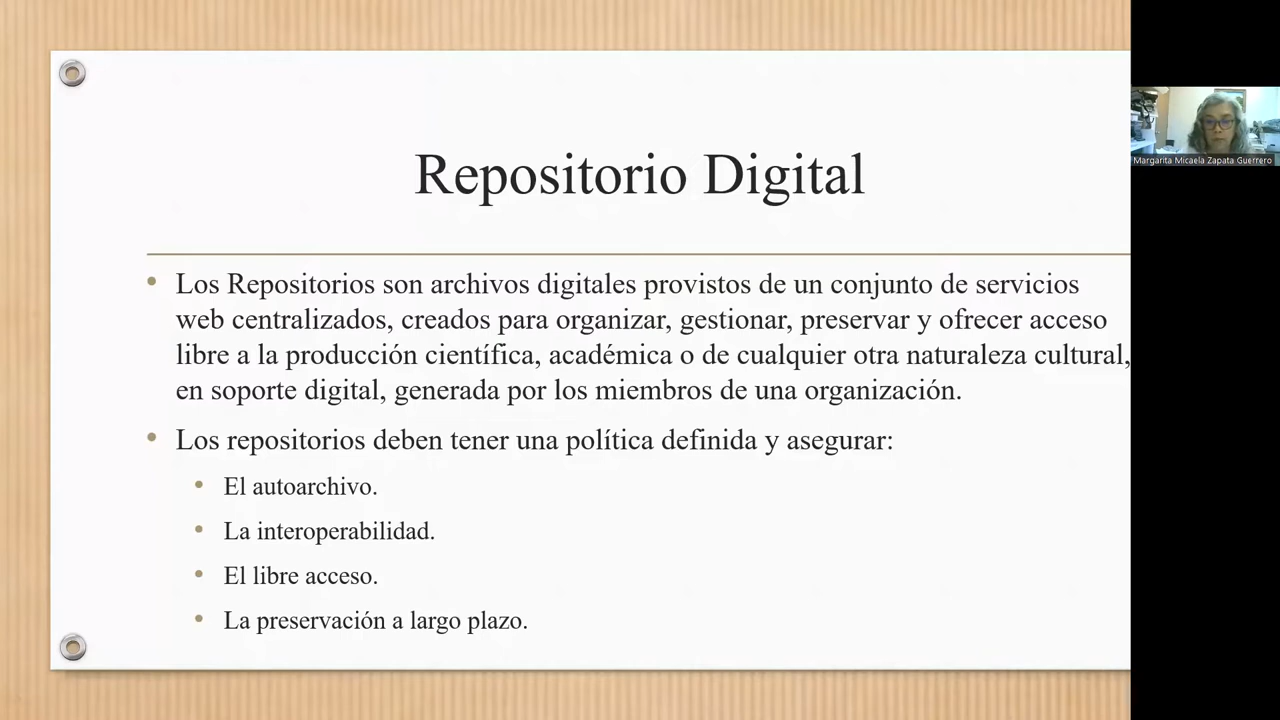 Repositorio Digital
Los Repositorios son archivos digitales provistos de un conjunto de servicios
web centralizados, creados para organizar, gestionar, preservar y ofrecer acceso
libre a la producción científica, académica o de cualquier otra naturaleza cultural,
en soporte digital, generada por los miembros de una organización.
Los repositorios deben tener una política definida y asegurar:
El autoarchivo.
La interoperabilidad.
El libre acceso.
La preservación a largo plazo.
Margarita Micaela Zapata Guerrero